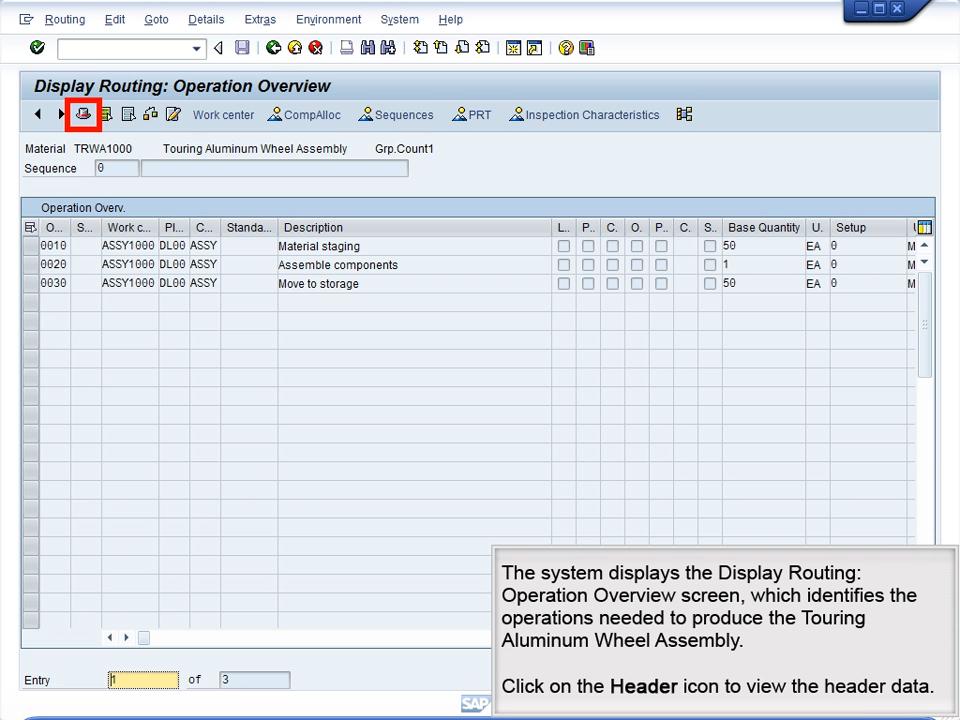 Routing Edit Goto Details Extras Environment System Help
Display Routing: Operation Overview
Work center CompAlloc Sequences PRT Inspection Characteristics
Material TRWA1000 Touring Aluminum Wheel Assembly Grp.Count1
Sequence 0
Operation Overv.
O... S... Work c... Pl... C... Standa... Description L.. P.. C. O. P.. C. S.. Base Quantity U. Setup
0010 ASSY1000 DL00 ASSY Material staging 50 EA 0 M
0020 ASSY1000 DL00 ASSY Assemble components 1 EA 0 M
0030 ASSY1000 DL00 ASSY Move to storage 50 EA 0 M
The system displays the Display Routing:
Operation Overview screen, which identifies the
operations needed to produce the Touring
Aluminum Wheel Assembly.
Click on the Header icon to view the header data.
Entry 1 of 3
SAP